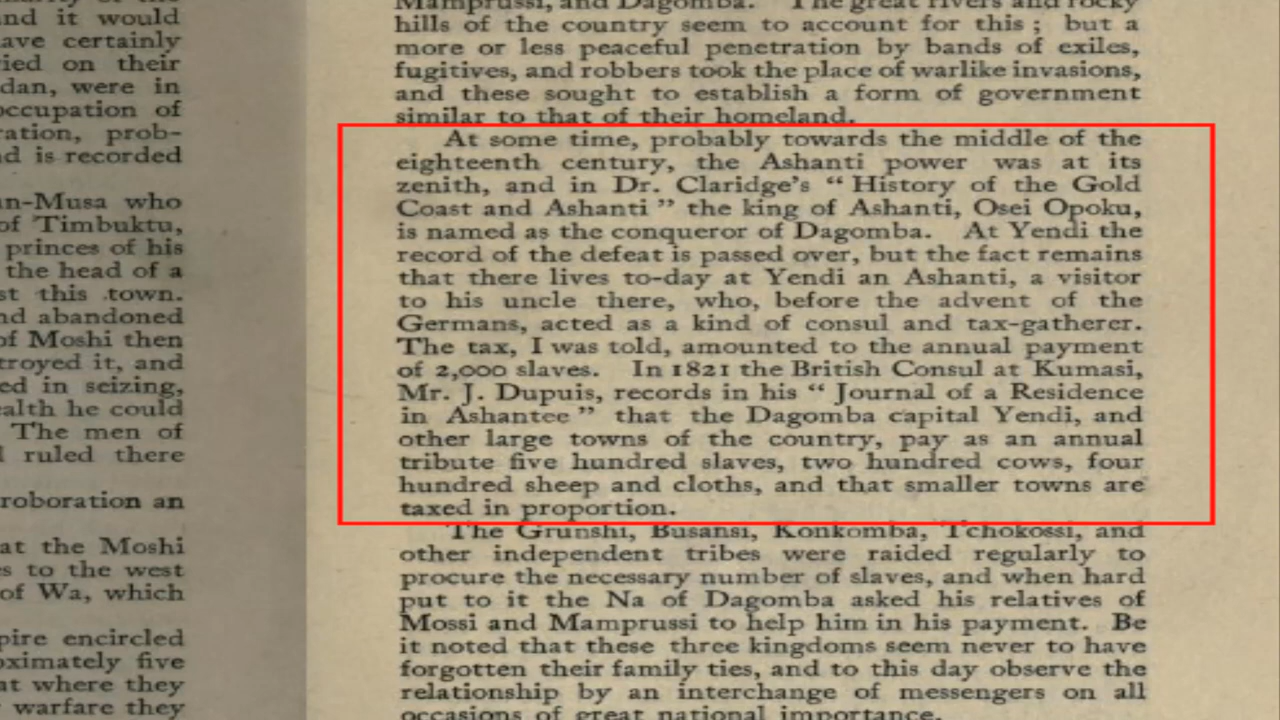 nd it would
ave certainly
ied on their
dan, were in
occupation of
ration, prob-
d is recorded
an-Musa who
of Timbuktu,
princes of his
the head of a
st this town.
nd abandoned
of Moshi then
troyed it, and
ed in seizing,
ealth he could
The men of
ruled there
roboration an
at the Moshi
s to the west
of Wa, which
pire encircled
oximately five
at where they
warfare they
Mamprussi, and Dagomba. The great rivers and rocky
hills of the country seem to account for this; but a
more or less peaceful penetration by bands of exiles,
fugitives, and robbers took the place of warlike invasions,
and these sought to establish a form of government
similar to that of their homeland.
At some time, probably towards the middle of the
eighteenth century, the Ashanti power was at its
zenith, and in Dr. Claridge's “ History of the Gold
Coast and Ashanti ” the king of Ashanti, Osei Opoku,
is named as the conqueror of Dagomba. At Yendi the
record of the defeat is passed over, but the fact remains
that there lives to-day at Yendi an Ashanti, a visitor
to his uncle there, who, before the advent of the
Germans, acted as a kind of consul and tax-gatherer.
The tax, I was told, amounted to the annual payment
of 2,000 slaves. In 1821 the British Consul at Kumasi,
Mr. J. Dupuis, records in his “ Journal of a Residence
in Ashantee ” that the Dagomba capital Yendi, and
other large towns of the country, pay as an annual
tribute five hundred slaves, two hundred cows, four
hundred sheep and cloths, and that smaller towns are
taxed in proportion.
The Grunshi, Busansi, Konkomba, Tchokossi, and
other independent tribes were raided regularly to
procure the necessary number of slaves, and when hard
put to it the Na of Dagomba asked his relatives of
Mossi and Mamprussi to help him in his payment. Be
it noted that these three kingdoms seem never to have
forgotten their family ties, and to this day observe the
relationship by an interchange of messengers on all
occasions of great national importance.